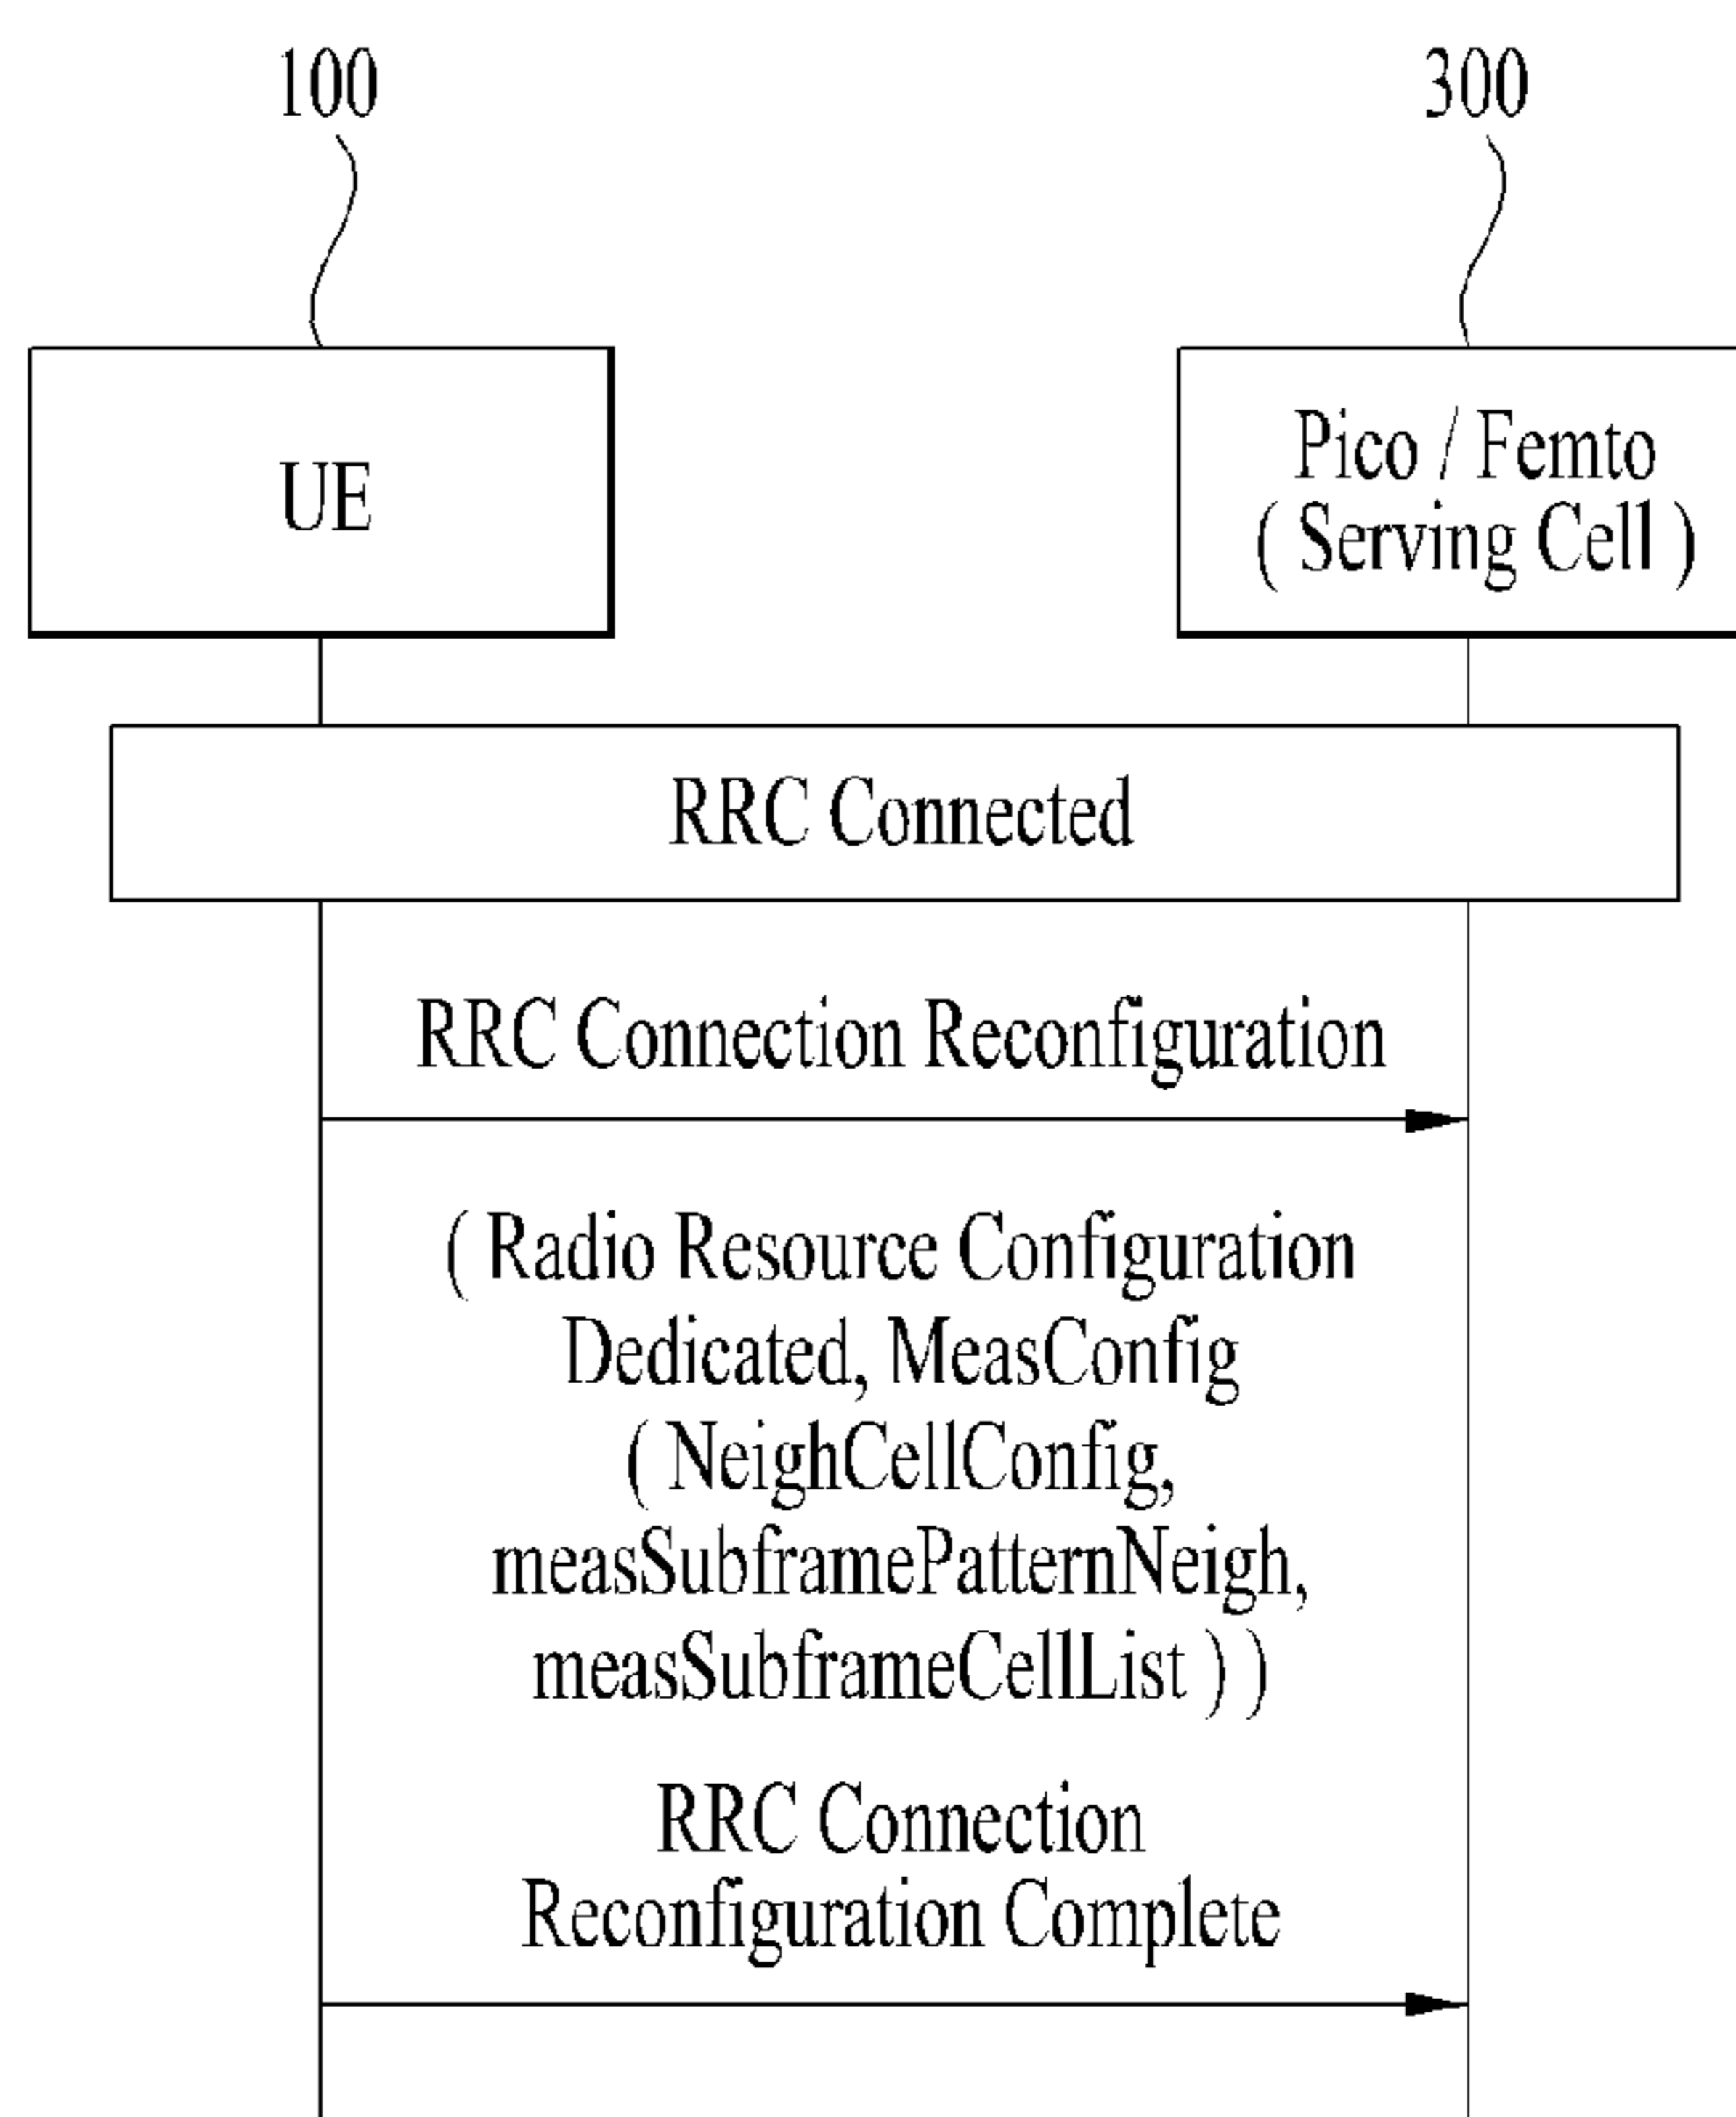 100
300
UE
Pico / Femto
( Serving Cell )
RRC Connected
RRC Connection Reconfiguration
( Radio Resource Configuration
Dedicated, MeasConfig
( NeighCellConfig,
measSubframePatternNeigh,
measSubframeCellList ) )
RRC Connection
Reconfiguration Complete